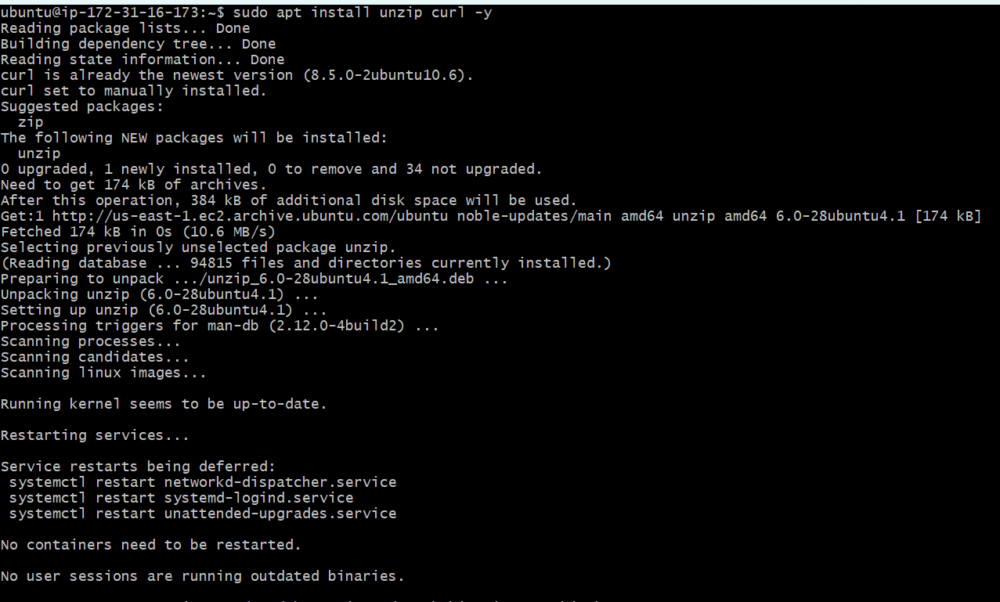 ubuntu@ip-172-31-16-173:~$ sudo apt install unzip curl -y
Reading package lists... Done
Building dependency tree... Done
Reading state information... Done
curl is already the newest version (8.5.0-2ubuntu10.6).
curl set to manually installed.
Suggested packages:
  zip
The following NEW packages will be installed:
  unzip
0 upgraded, 1 newly installed, 0 to remove and 34 not upgraded.
Need to get 174 kB of archives.
After this operation, 384 kB of additional disk space will be used.
Get:1 http://us-east-1.ec2.archive.ubuntu.com/ubuntu noble-updates/main amd64 unzip amd64 6.0-28ubuntu4.1 [174 kB]
Fetched 174 kB in 0s (10.6 MB/s)
Selecting previously unselected package unzip.
(Reading database ... 94815 files and directories currently installed.)
Preparing to unpack .../unzip_6.0-28ubuntu4.1_amd64.deb ...
Unpacking unzip (6.0-28ubuntu4.1) ...
Setting up unzip (6.0-28ubuntu4.1) ...
Processing triggers for man-db (2.12.0-4build2) ...
Scanning processes...
Scanning candidates...
Scanning linux images...

Running kernel seems to be up-to-date.

Restarting services...

Service restarts being deferred:
 systemctl restart networkd-dispatcher.service
 systemctl restart systemd-logind.service
 systemctl restart unattended-upgrades.service

No containers need to be restarted.

No user sessions are running outdated binaries.